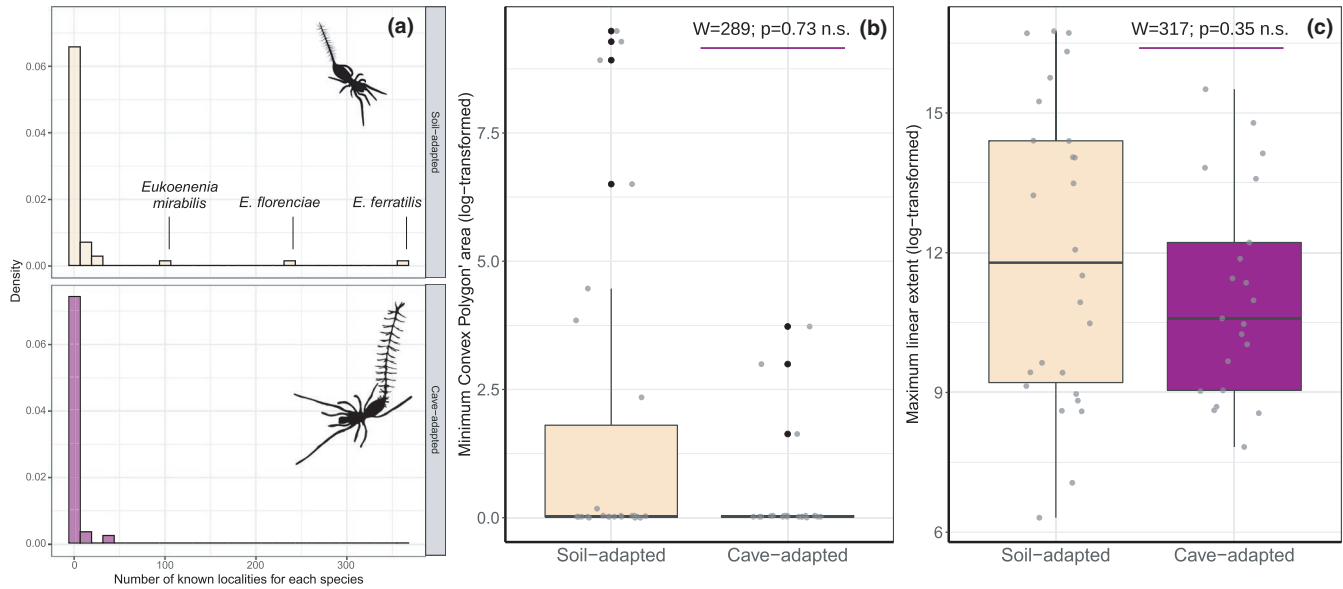 (a)
Density
0.06
0.04
0.02
0.00
Eukoenenia
mirabilis
E. florenciae
E. ferratilis
Soil−adapted
0.06
0.04
0.02
0.00
Cave−adapted
0
100
200
300
Number of known localities for each species
W=289; p=0.73 n.s.
(b)
Minimum Convex Polygon' area (log−transformed)
7.5
5.0
2.5
0.0
Soil−adapted
Cave−adapted
W=317; p=0.35 n.s.
(c)
Maximum linear extent (log−transformed)
15
12
9
6
Soil−adapted
Cave−adapted